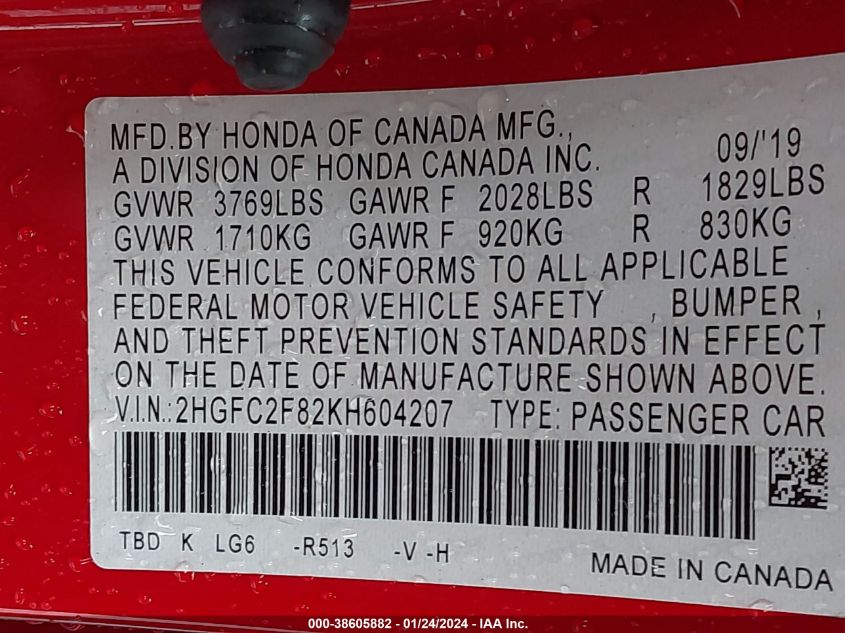 MFD.BY HONDA OF CANADA MFG.,
A DIVISION OF HONDA CANADA INC. 09/'19
GVWR 3769LBS GAWR F 2028LBS R 1829LBS
GVWR 1710KG GAWR F 920KG R 830KG
THIS VEHICLE CONFORMS TO ALL APPLICABLE
FEDERAL MOTOR VEHICLE SAFETY , BUMPER ,
AND THEFT PREVENTION STANDARDS IN EFFECT
ON THE DATE OF MANUFACTURE SHOWN ABOVE.
V.I.N.: 2HGFC2F82KH604207 TYPE: PASSENGER CAR
TBD K LG6 -R513 -V -H
MADE IN CANADA
000-38605882 - 01/24/2024 - IAA Inc.